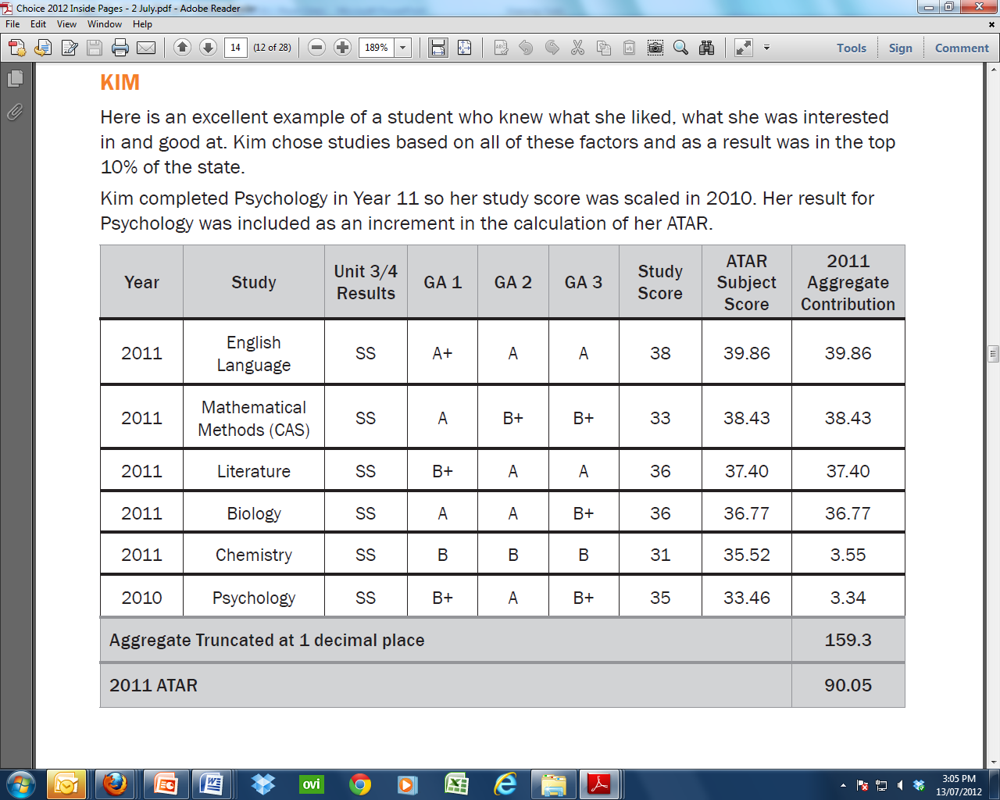 Choice 2012 Inside Pages - 2 July.pdf - Adobe Reader
File Edit View Window Help
14 (12 of 28) 189% Tools Sign Comment
KIM
Here is an excellent example of a student who knew what she liked, what she was interested
in and good at. Kim chose studies based on all of these factors and as a result was in the top
10% of the state.
Kim completed Psychology in Year 11 so her study score was scaled in 2010. Her result for
Psychology was included as an increment in the calculation of her ATAR.
Year Study Unit 3/4 Results GA 1 GA 2 GA 3 Study Score ATAR Subject Score 2011 Aggregate Contribution
2011 English Language SS A+ A A 38 39.86 39.86
2011 Mathematical Methods (CAS) SS A B+ B+ 33 38.43 38.43
2011 Literature SS B+ A A 36 37.40 37.40
2011 Biology SS A A B+ 36 36.77 36.77
2011 Chemistry SS B B B 31 35.52 3.55
2010 Psychology SS B+ A B+ 35 33.46 3.34
Aggregate Truncated at 1 decimal place 159.3
2011 ATAR 90.05
ovi
3:05 PM
13/07/2012